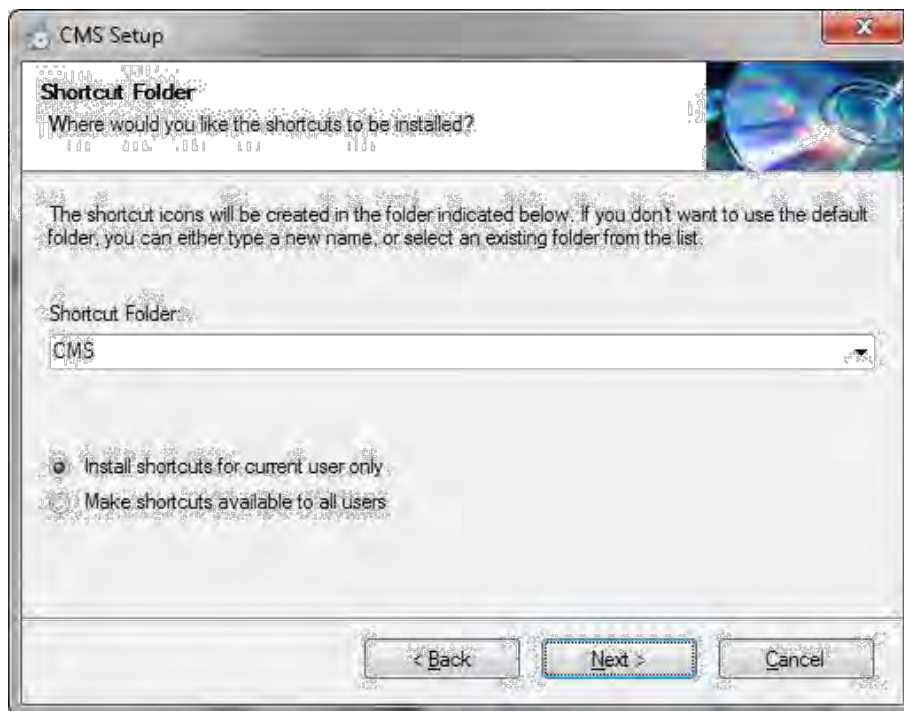 CMS Setup
Shortcut Folder
Where would you like the shortcuts to be installed?
The shortcut icons will be created in the folder indicated below. If you don't want to use the default
folder, you can either type a new name, or select an existing folder from the list.
Shortcut Folder:
CMS
Install shortcuts for current user only
Make shortcuts available to all users
< Back
Next >
Cancel